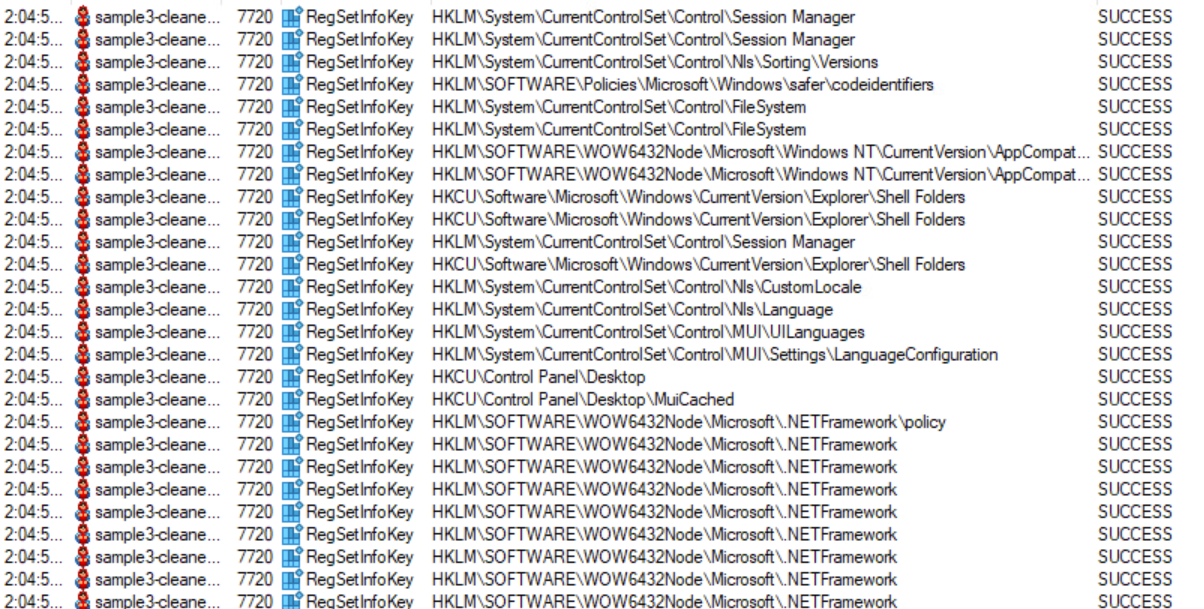 2:04:5... sample3-cleane... 7720 RegSetInfoKey HKLM\System\CurrentControlSet\Control\Session Manager SUCCESS
2:04:5... sample3-cleane... 7720 RegSetInfoKey HKLM\System\CurrentControlSet\Control\Session Manager SUCCESS
2:04:5... sample3-cleane... 7720 RegSetInfoKey HKLM\System\CurrentControlSet\Control\Nls\Sorting\Versions SUCCESS
2:04:5... sample3-cleane... 7720 RegSetInfoKey HKLM\SOFTWARE\Policies\Microsoft\Windows\safer\codeidentifiers SUCCESS
2:04:5... sample3-cleane... 7720 RegSetInfoKey HKLM\System\CurrentControlSet\Control\FileSystem SUCCESS
2:04:5... sample3-cleane... 7720 RegSetInfoKey HKLM\System\CurrentControlSet\Control\FileSystem SUCCESS
2:04:5... sample3-cleane... 7720 RegSetInfoKey HKLM\SOFTWARE\WOW6432Node\Microsoft\Windows NT\CurrentVersion\AppCompat... SUCCESS
2:04:5... sample3-cleane... 7720 RegSetInfoKey HKLM\SOFTWARE\WOW6432Node\Microsoft\Windows NT\CurrentVersion\AppCompat... SUCCESS
2:04:5... sample3-cleane... 7720 RegSetInfoKey HKCU\Software\Microsoft\Windows\CurrentVersion\Explorer\Shell Folders SUCCESS
2:04:5... sample3-cleane... 7720 RegSetInfoKey HKCU\Software\Microsoft\Windows\CurrentVersion\Explorer\Shell Folders SUCCESS
2:04:5... sample3-cleane... 7720 RegSetInfoKey HKLM\System\CurrentControlSet\Control\Session Manager SUCCESS
2:04:5... sample3-cleane... 7720 RegSetInfoKey HKCU\Software\Microsoft\Windows\CurrentVersion\Explorer\Shell Folders SUCCESS
2:04:5... sample3-cleane... 7720 RegSetInfoKey HKLM\System\CurrentControlSet\Control\Nls\CustomLocale SUCCESS
2:04:5... sample3-cleane... 7720 RegSetInfoKey HKLM\System\CurrentControlSet\Control\Nls\Language SUCCESS
2:04:5... sample3-cleane... 7720 RegSetInfoKey HKLM\System\CurrentControlSet\Control\MUI\UILanguages SUCCESS
2:04:5... sample3-cleane... 7720 RegSetInfoKey HKLM\System\CurrentControlSet\Control\MUI\Settings\LanguageConfiguration SUCCESS
2:04:5... sample3-cleane... 7720 RegSetInfoKey HKCU\Control Panel\Desktop SUCCESS
2:04:5... sample3-cleane... 7720 RegSetInfoKey HKCU\Control Panel\Desktop\MuiCached SUCCESS
2:04:5... sample3-cleane... 7720 RegSetInfoKey HKLM\SOFTWARE\WOW6432Node\Microsoft\.NETFramework\policy SUCCESS
2:04:5... sample3-cleane... 7720 RegSetInfoKey HKLM\SOFTWARE\WOW6432Node\Microsoft\.NETFramework SUCCESS
2:04:5... sample3-cleane... 7720 RegSetInfoKey HKLM\SOFTWARE\WOW6432Node\Microsoft\.NETFramework SUCCESS
2:04:5... sample3-cleane... 7720 RegSetInfoKey HKLM\SOFTWARE\WOW6432Node\Microsoft\.NETFramework SUCCESS
2:04:5... sample3-cleane... 7720 RegSetInfoKey HKLM\SOFTWARE\WOW6432Node\Microsoft\.NETFramework SUCCESS
2:04:5... sample3-cleane... 7720 RegSetInfoKey HKLM\SOFTWARE\WOW6432Node\Microsoft\.NETFramework SUCCESS
2:04:5... sample3-cleane... 7720 RegSetInfoKey HKLM\SOFTWARE\WOW6432Node\Microsoft\.NETFramework SUCCESS
2:04:5... sample3-cleane... 7720 RegSetInfoKey HKLM\SOFTWARE\WOW6432Node\Microsoft\.NETFramework SUCCESS
2:04:5... sample3-cleane... 7720 RegSetInfoKey HKLM\SOFTWARE\WOW6432Node\Microsoft\.NETFramework SUCCESS